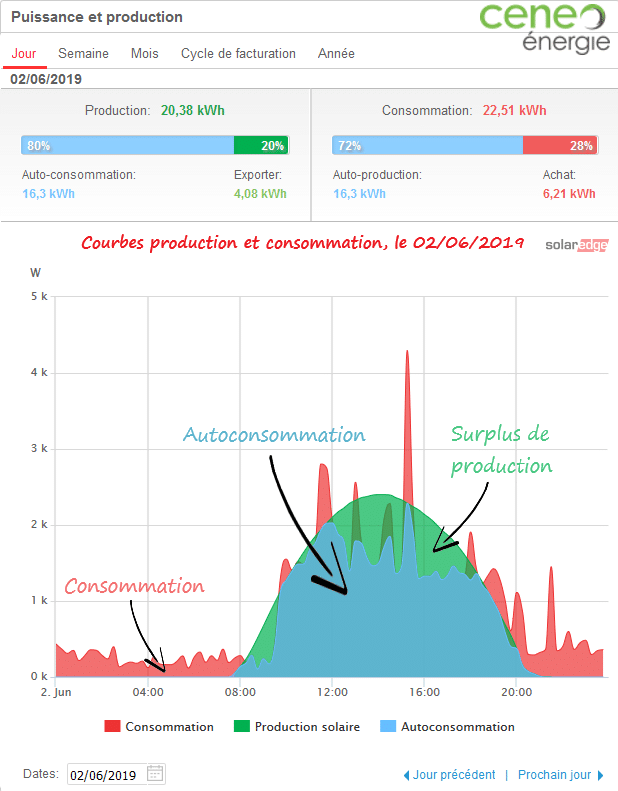 Puissance et production
ceneo
énergie
Jour Semaine Mois Cycle de facturation Année
02/06/2019
Production: 20,38 kWh
Consommation: 22,51 kWh
80% 20%
72% 28%
Auto-consommation: Exporter:
Auto-production: Achat:
16,3 kWh 4,08 kWh
16,3 kWh 6,21 kWh
Courbes production et consommation, le 02/06/2019
solaredge
W
5 k
4 k
3 k
2 k
1 k
0 k
Autoconsommation
Surplus de
production
Consommation
2. Jun 04:00 08:00 12:00 16:00 20:00
Consommation Production solaire Autoconsommation
Dates: 02/06/2019
Jour précédent | Prochain jour